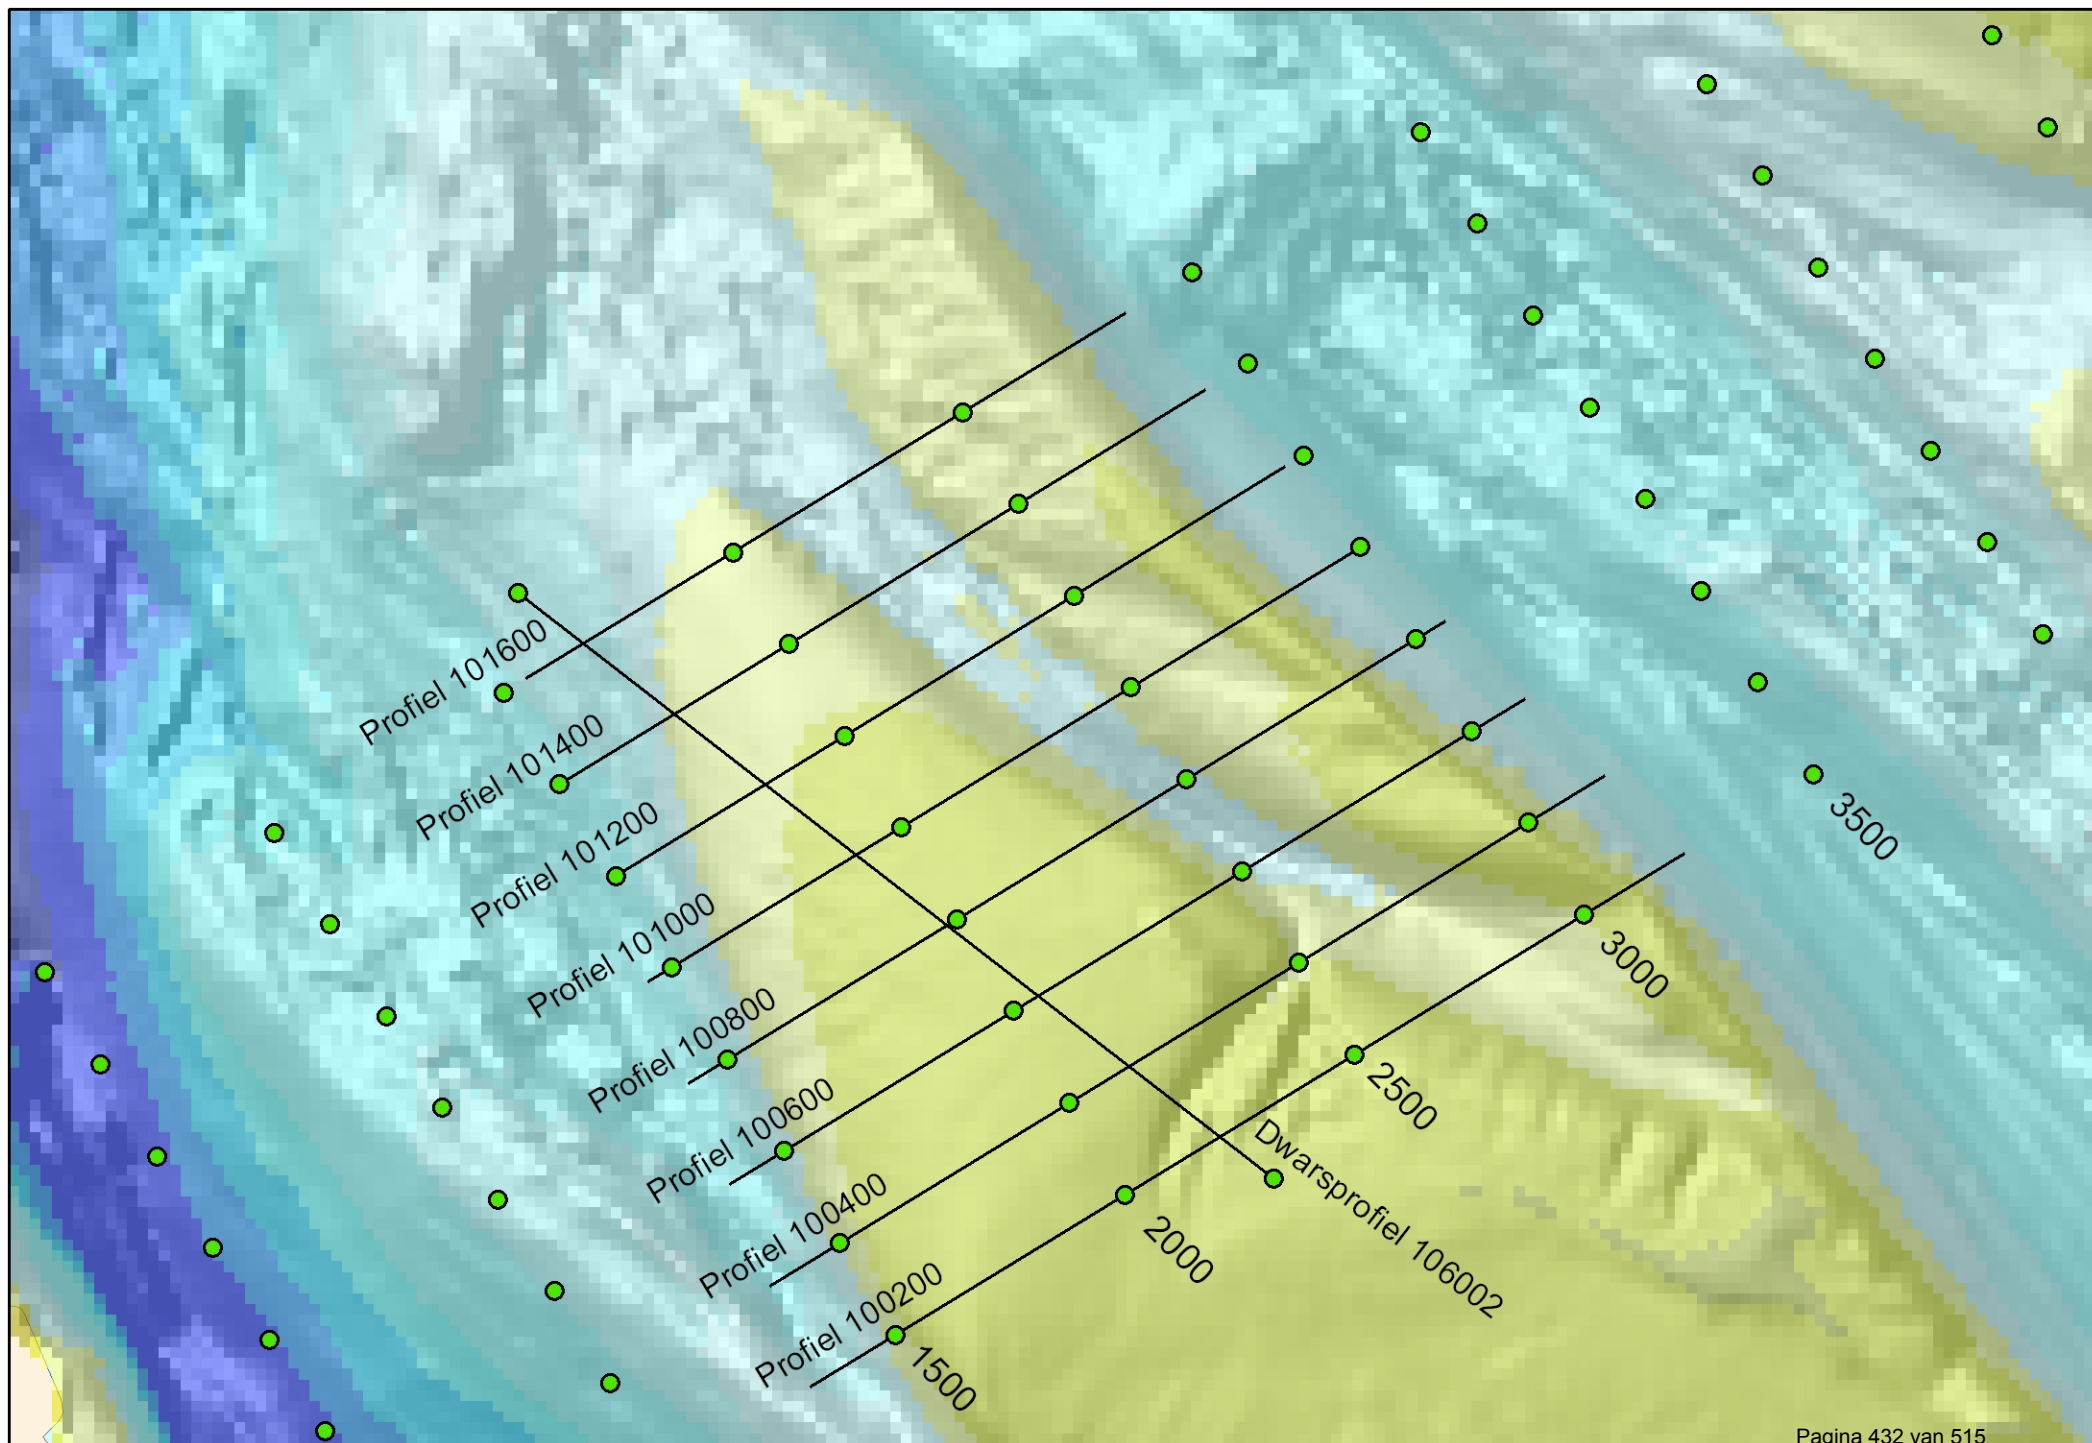 Profiel 101600
Profiel 101400
Profiel 101200
Profiel 101000
Profiel 100800
Profiel 100600
Profiel 100400
Profiel 100200
3500
3000
2500
2000
1500
Dwarsprofiel 106002
Pagina 432 van 515